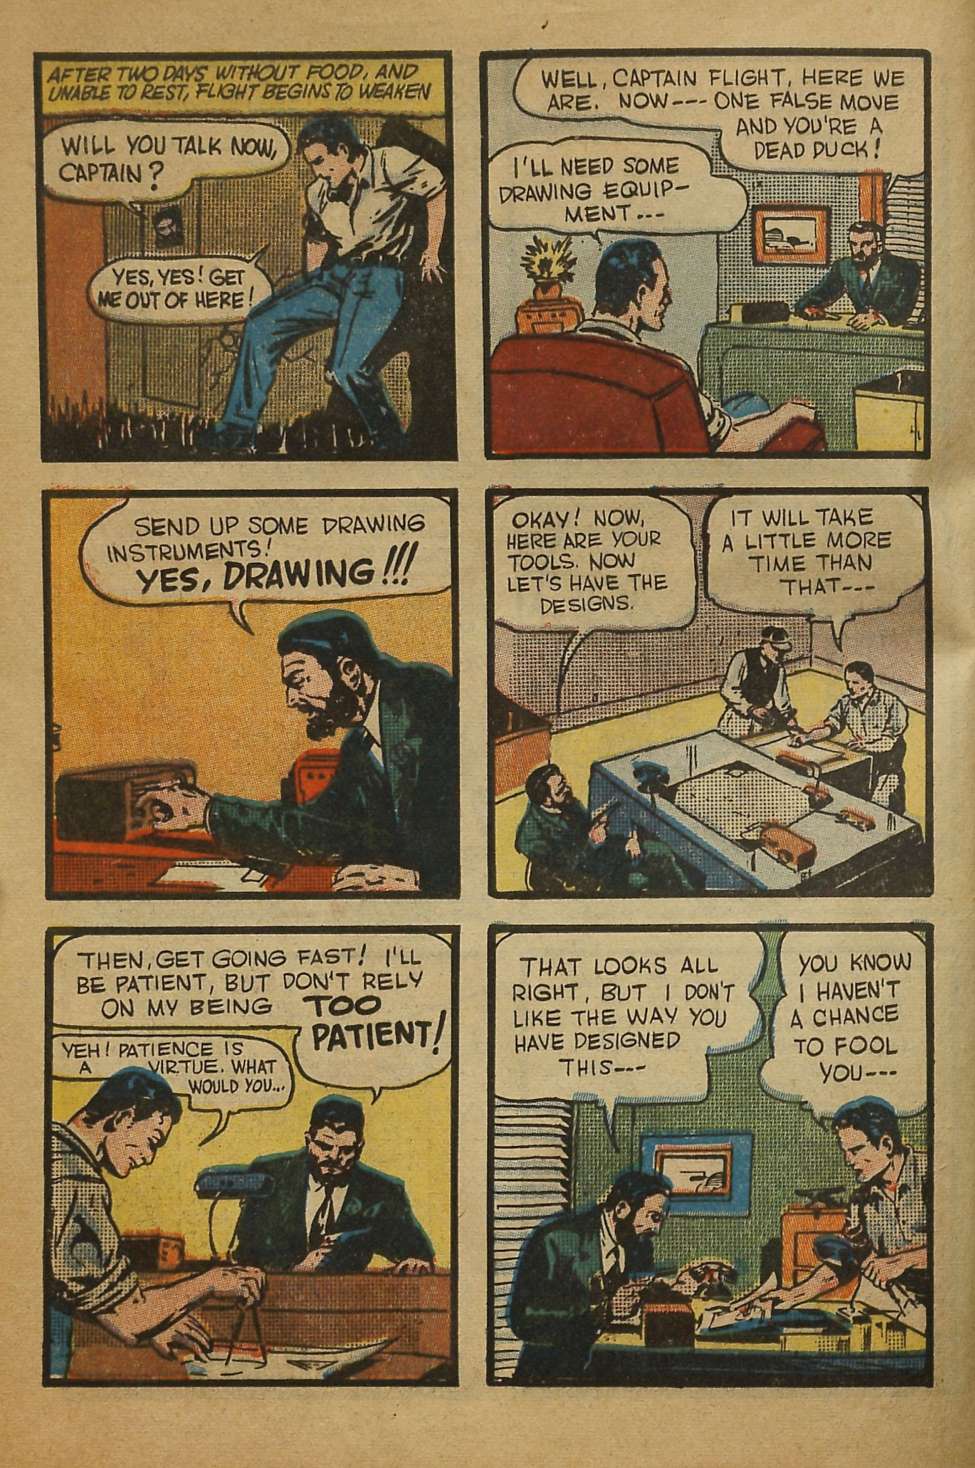 AFTER TWO DAYS WITHOUT FOOD, AND
UNABLE TO REST, FLIGHT BEGINS TO WEAKEN
WILL YOU TALK NOW,
CAPTAIN?
YES, YES! GET
ME OUT OF HERE!
WELL, CAPTAIN FLIGHT, HERE WE
ARE. NOW--- ONE FALSE MOVE
AND YOU'RE A
DEAD DUCK!
I'LL NEED SOME
DRAWING EQUIP-
MENT---
SEND UP SOME DRAWING
INSTRUMENTS!
YES, DRAWING!!!
OKAY! NOW,
HERE ARE YOUR
TOOLS. NOW
LET'S HAVE THE
DESIGNS.
IT WILL TAKE
A LITTLE MORE
TIME THAN
THAT---
THEN, GET GOING FAST! I'LL
BE PATIENT, BUT DON'T RELY
ON MY BEING TOO
PATIENT!
YEH! PATIENCE IS
A VIRTUE. WHAT
WOULD YOU...
THAT LOOKS ALL
RIGHT, BUT I DON'T
LIKE THE WAY YOU
HAVE DESIGNED
THIS---
YOU KNOW
I HAVEN'T
A CHANCE
TO FOOL
YOU---